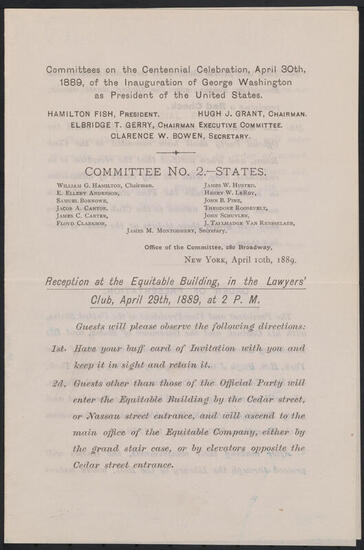 Committees on the Centennial Celebration, April 30th,
1889, of the Inauguration of George Washington
as President of the United States.
HAMILTON FISH, PRESIDENT. HUGH J. GRANT, CHAIRMAN.
ELBRIDGE T. GERRY, CHAIRMAN EXECUTIVE COMMITTEE.
CLARENCE W. BOWEN, SECRETARY.
COMMITTEE NO. 2.—STATES.
WILLIAM G. HAMILTON, Chairman.
E. ELLERY ANDERSON,
SAMUEL BORROWE,
JACOB A. CANTOR,
JAMES C. CARTER,
FLOYD CLARKSON,
JAMES W. HUSTED,
HENRY W. LEROY,
JOHN B. PINE,
THEODORE ROOSEVELT,
JOHN SCHUYLER,
J. TALLMADGE VAN RENSSELAER,
JAMES M. MONTGOMERY, Secretary.
Office of the Committee, 280 Broadway,
NEW YORK, April 10th, 1889.
Reception at the Equitable Building, in the Lawyers'
Club, April 29th, 1889, at 2 P. M.
Guests will please observe the following directions:
1st. Have your buff card of Invitation with you and
keep it in sight and retain it.
2d. Guests other than those of the Official Party will
enter the Equitable Building by the Cedar street,
or Nassau street entrance, and will ascend to the
main office of the Equitable Company, either by
the grand stair case, or by elevators opposite the
Cedar street entrance.